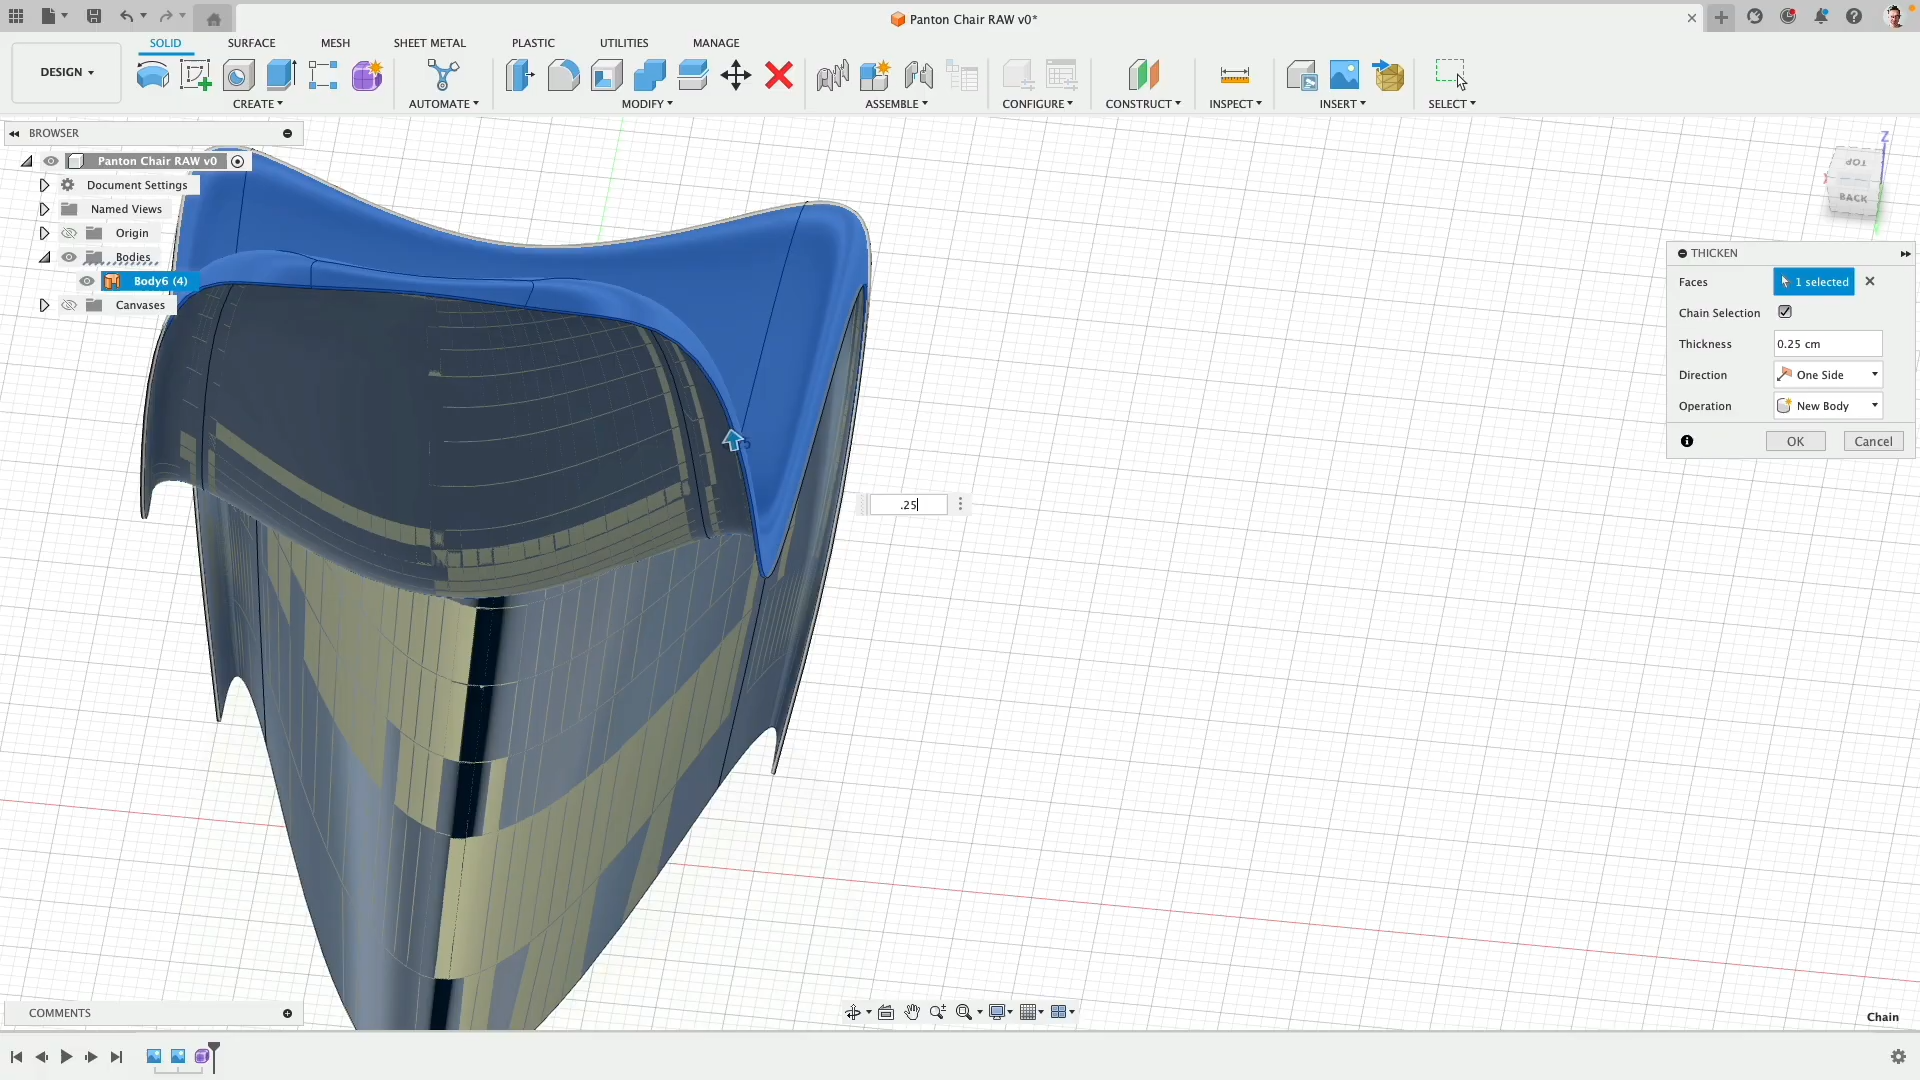 Panton Chair RAW v0*
SOLID SURFACE MESH SHEET METAL PLASTIC UTILITIES MANAGE
DESIGN
CREATE AUTOMATE MODIFY ASSEMBLE CONFIGURE CONSTRUCT INSPECT INSERT SELECT
BROWSER
Panton Chair RAW v0
Document Settings
Named Views
Origin
Bodies
Body6 (4)
Canvases
Z
TOP
BACK
THICKEN
Faces 1 selected
Chain Selection
Thickness 0.25 cm
Direction One Side
Operation New Body
OK Cancel
.25
COMMENTS
Chain